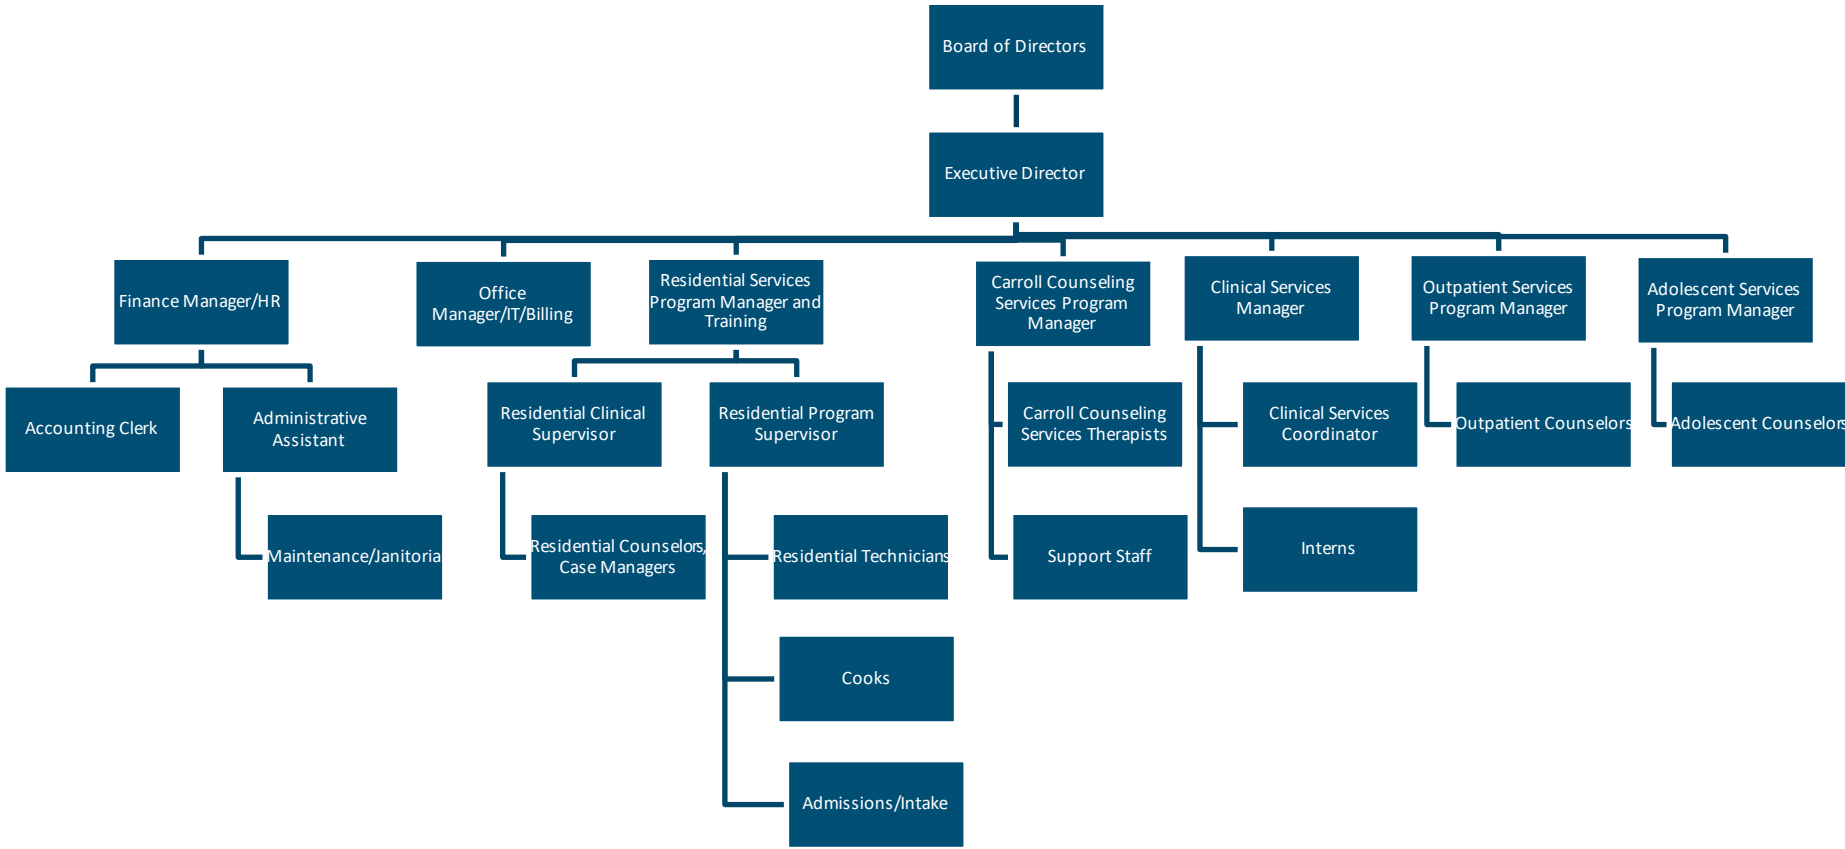 Board of Directors
Executive Director
Finance Manager/HR
Office
Manager/IT/Billing
Residential Services
Program Manager and
Training
Carroll Counseling
Services Program
Manager
Clinical Services
Manager
Outpatient Services
Program Manager
Adolescent Services
Program Manager
Accounting Clerk
Administrative
Assistant
Residential Clinical
Supervisor
Residential Program
Supervisor
Carroll Counseling
Services Therapists
Clinical Services
Coordinator
Outpatient Counselors
Adolescent Counselors
Maintenance/Janitorial
Residential Counselors,
Case Managers
Residential Technicians
Support Staff
Interns
Cooks
Admissions/Intake